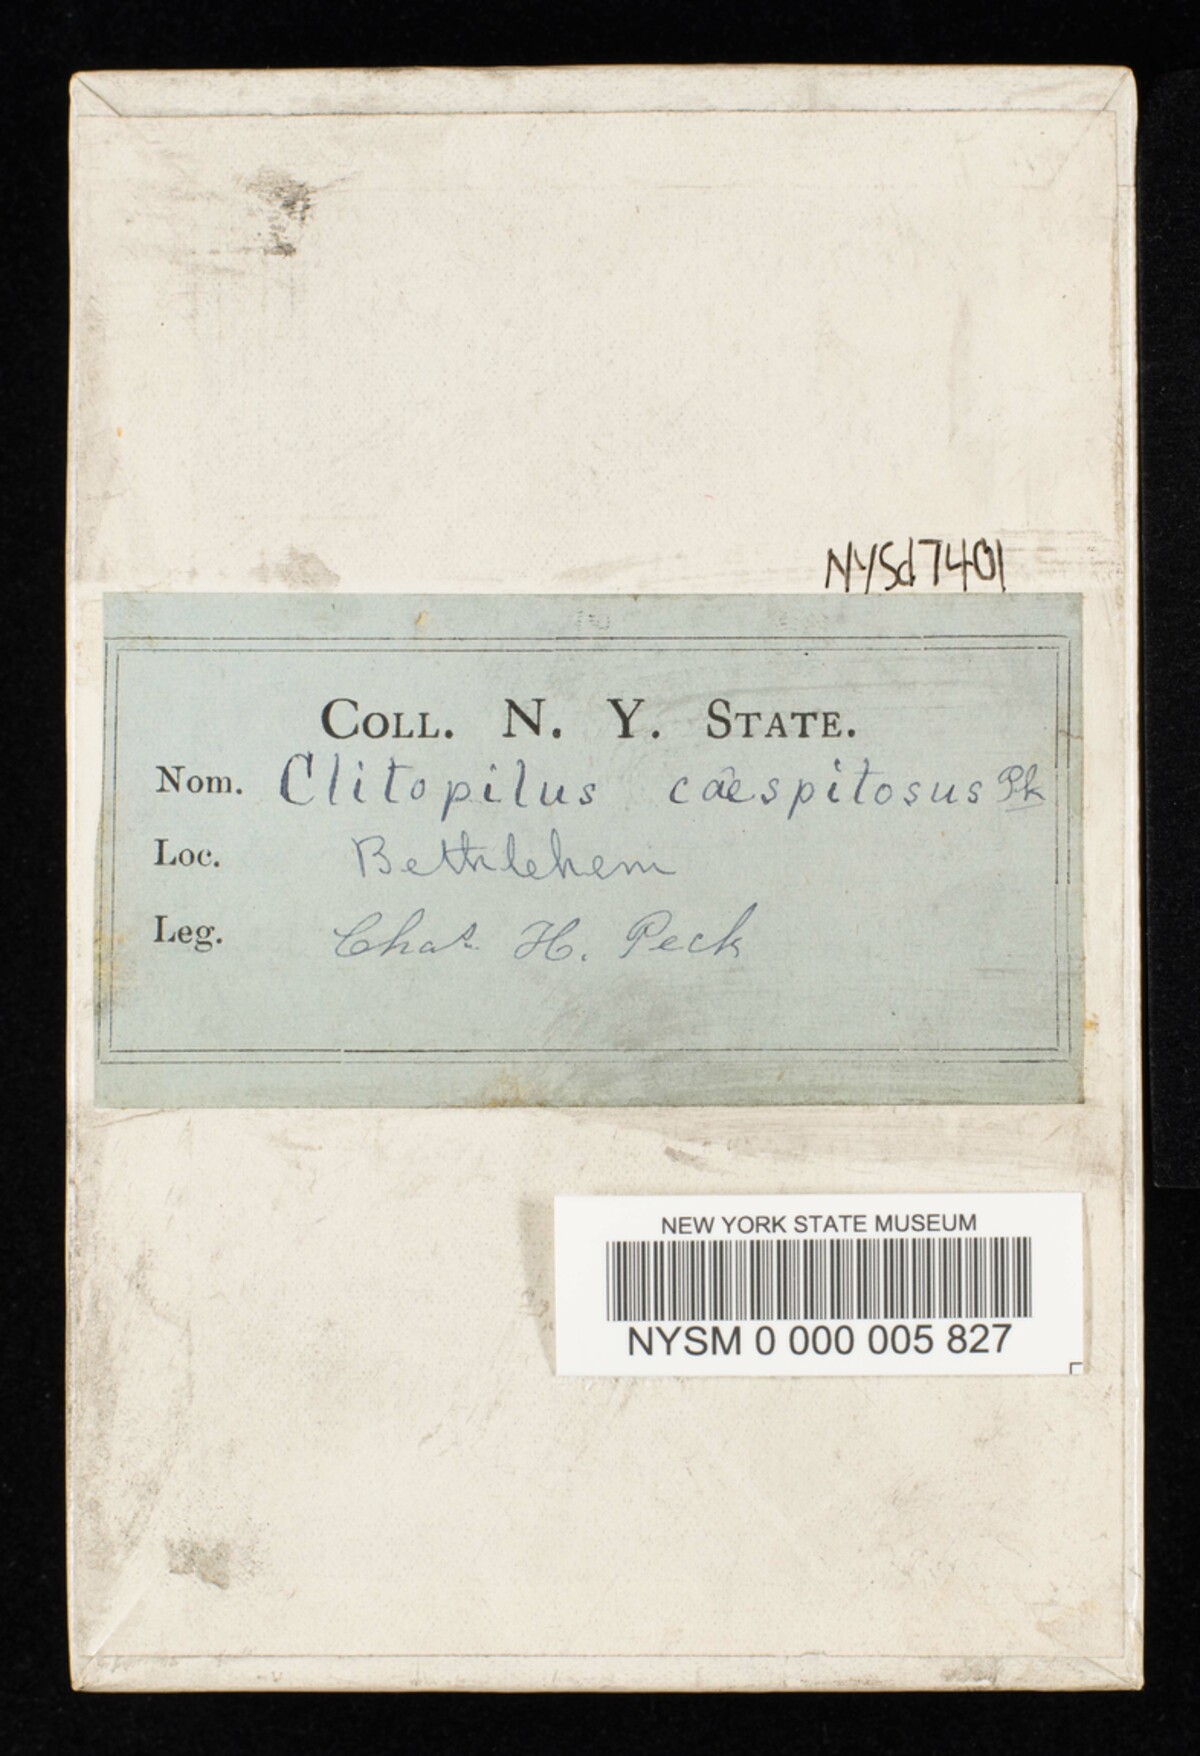 NYSd7401
COLL. N. Y. STATE.
Nom. Clitopilus caespitosus Pk
Loc. Bethlehem
Leg. Chas. H. Peck
NEW YORK STATE MUSEUM
NYSM 0 000 005 827